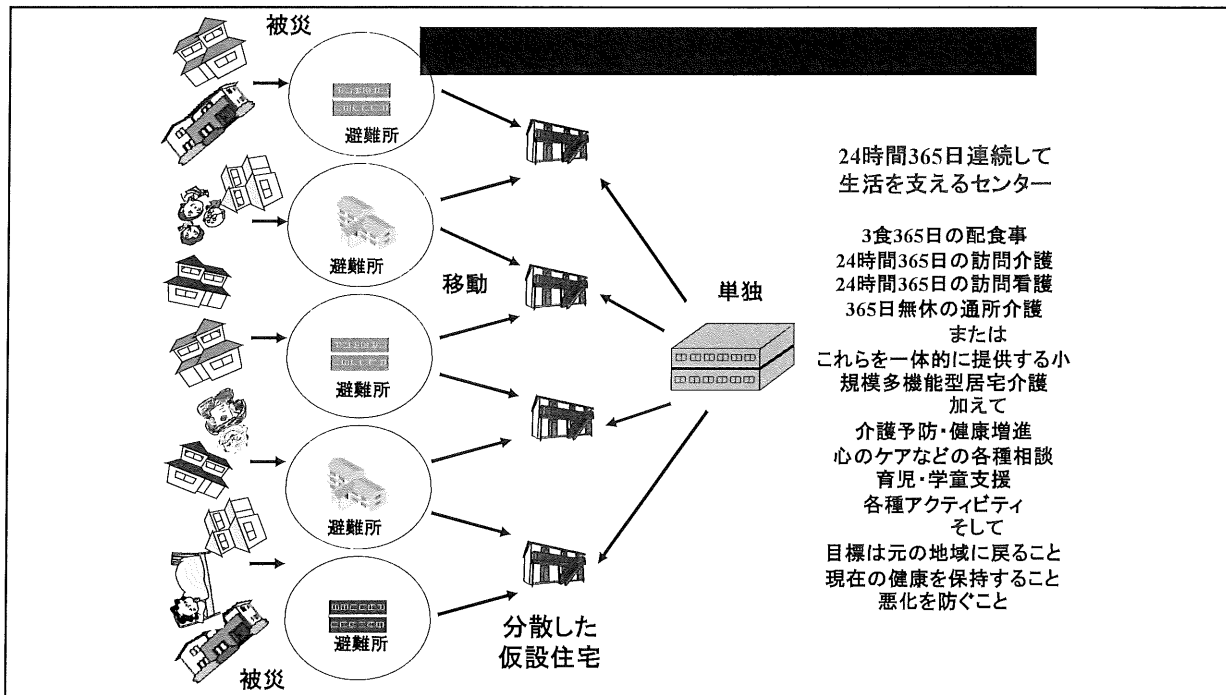 被災
避難所
避難所
避難所
避難所
避難所
被災
移動
分散した
仮設住宅
単独
24時間365日連続して
生活を支えるセンター
3食365日の配食事
24時間365日の訪問介護
24時間365日の訪問看護
365日無休の通所介護
または
これらを一体的に提供する小
規模多機能型居宅介護
加えて
介護予防・健康増進
心のケアなどの各種相談
育児・学童支援
各種アクティビティ
そして
目標は元の地域に戻ること
現在の健康を保持すること
悪化を防ぐこと